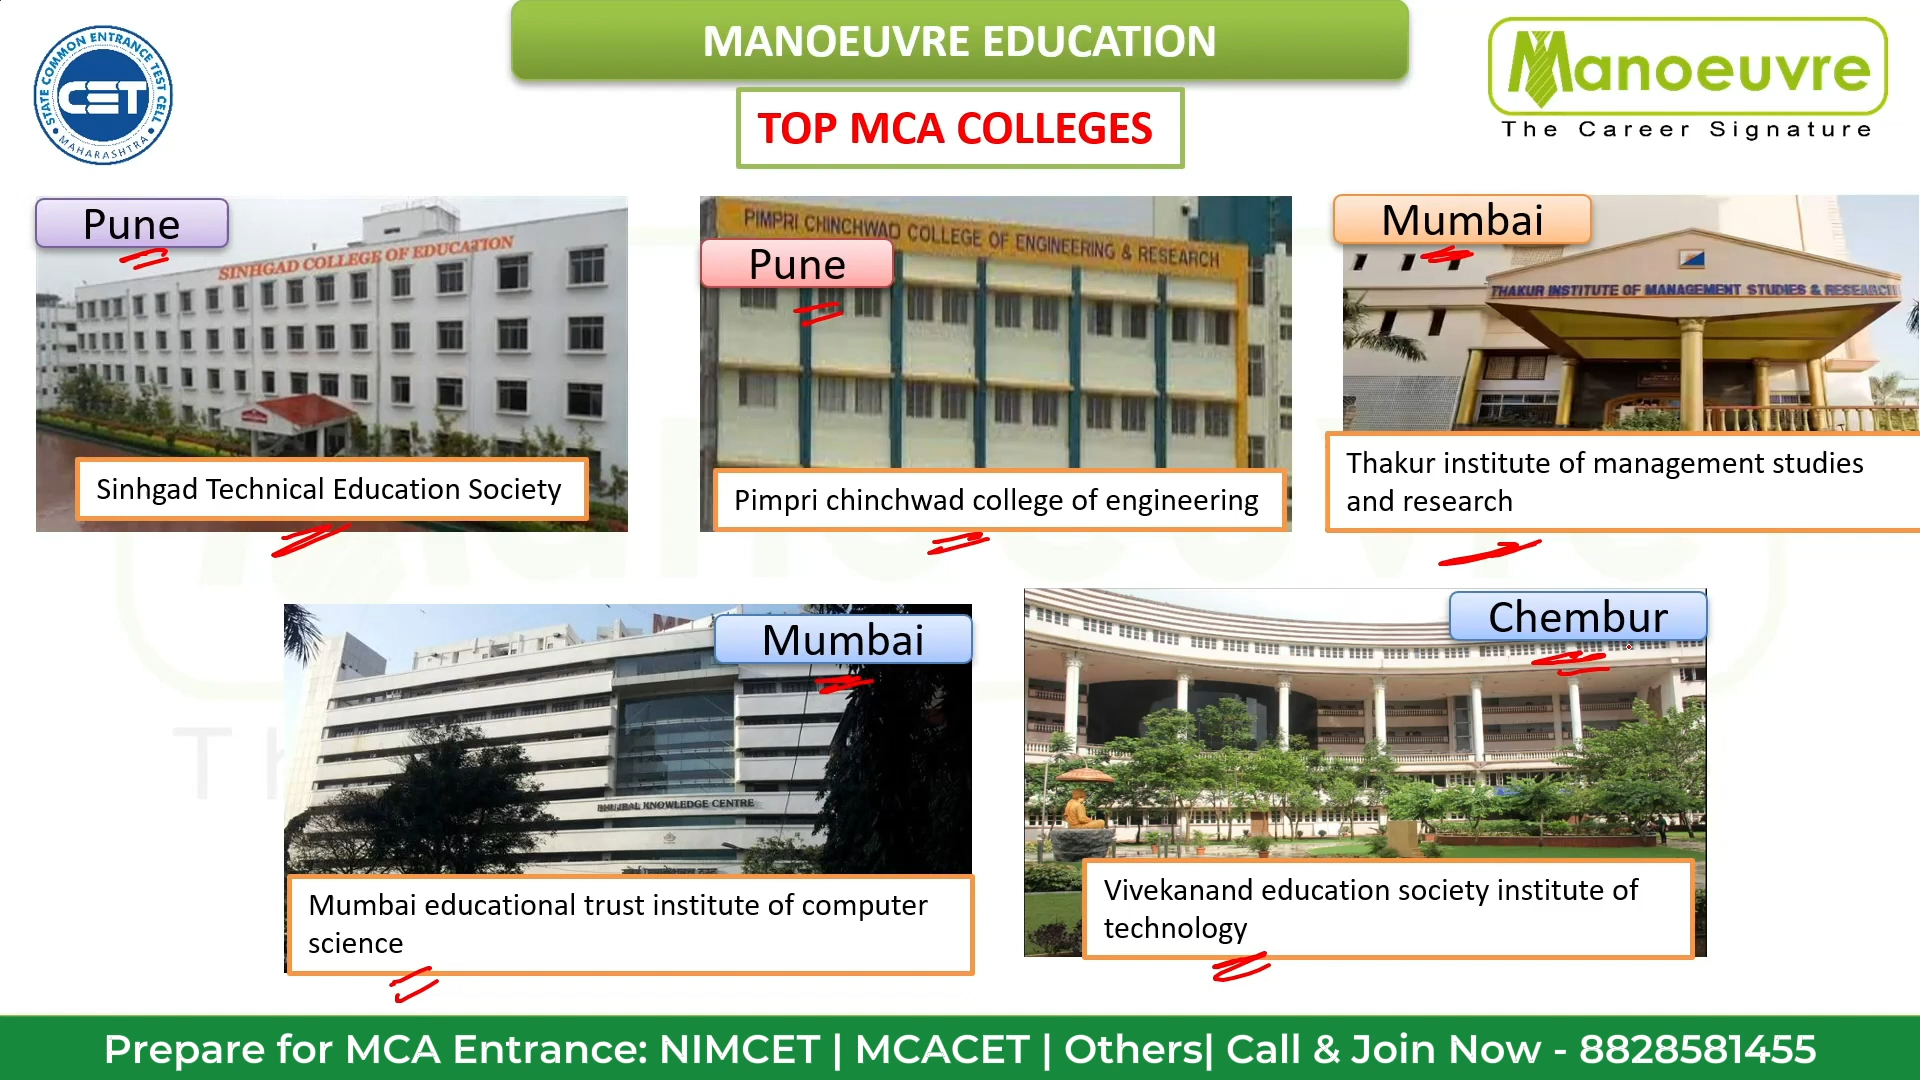 STATE COMMON ENTRANCE TEST CELL
CET
MAHARASHTRA
MANOEUVRE EDUCATION
TOP MCA COLLEGES
Manoeuvre
The Career Signature
Pune
SINHGAD COLLEGE OF EDUCATION
Sinhgad Technical Education Society
PIMPRI CHINCHWAD COLLEGE OF ENGINEERING & RESEARCH
Pune
Pimpri chinchwad college of engineering
Mumbai
THAKUR INSTITUTE OF MANAGEMENT STUDIES & RESEARCH
Thakur institute of management studies
and research
Mumbai
BHUJBAL KNOWLEDGE CENTRE
Mumbai educational trust institute of computer
science
Chembur
Vivekanand education society institute of
technology
Prepare for MCA Entrance: NIMCET | MCACET | Others| Call & Join Now - 8828581455